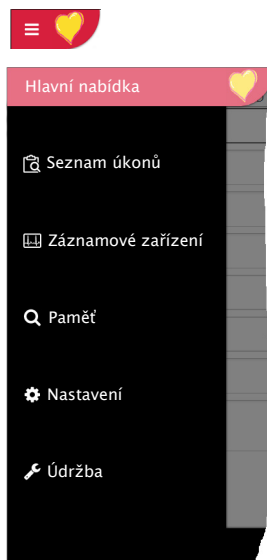 Hlavní nabídka
Seznam úkonů
Záznamové zařízení
Paměť
Nastavení
Údržba